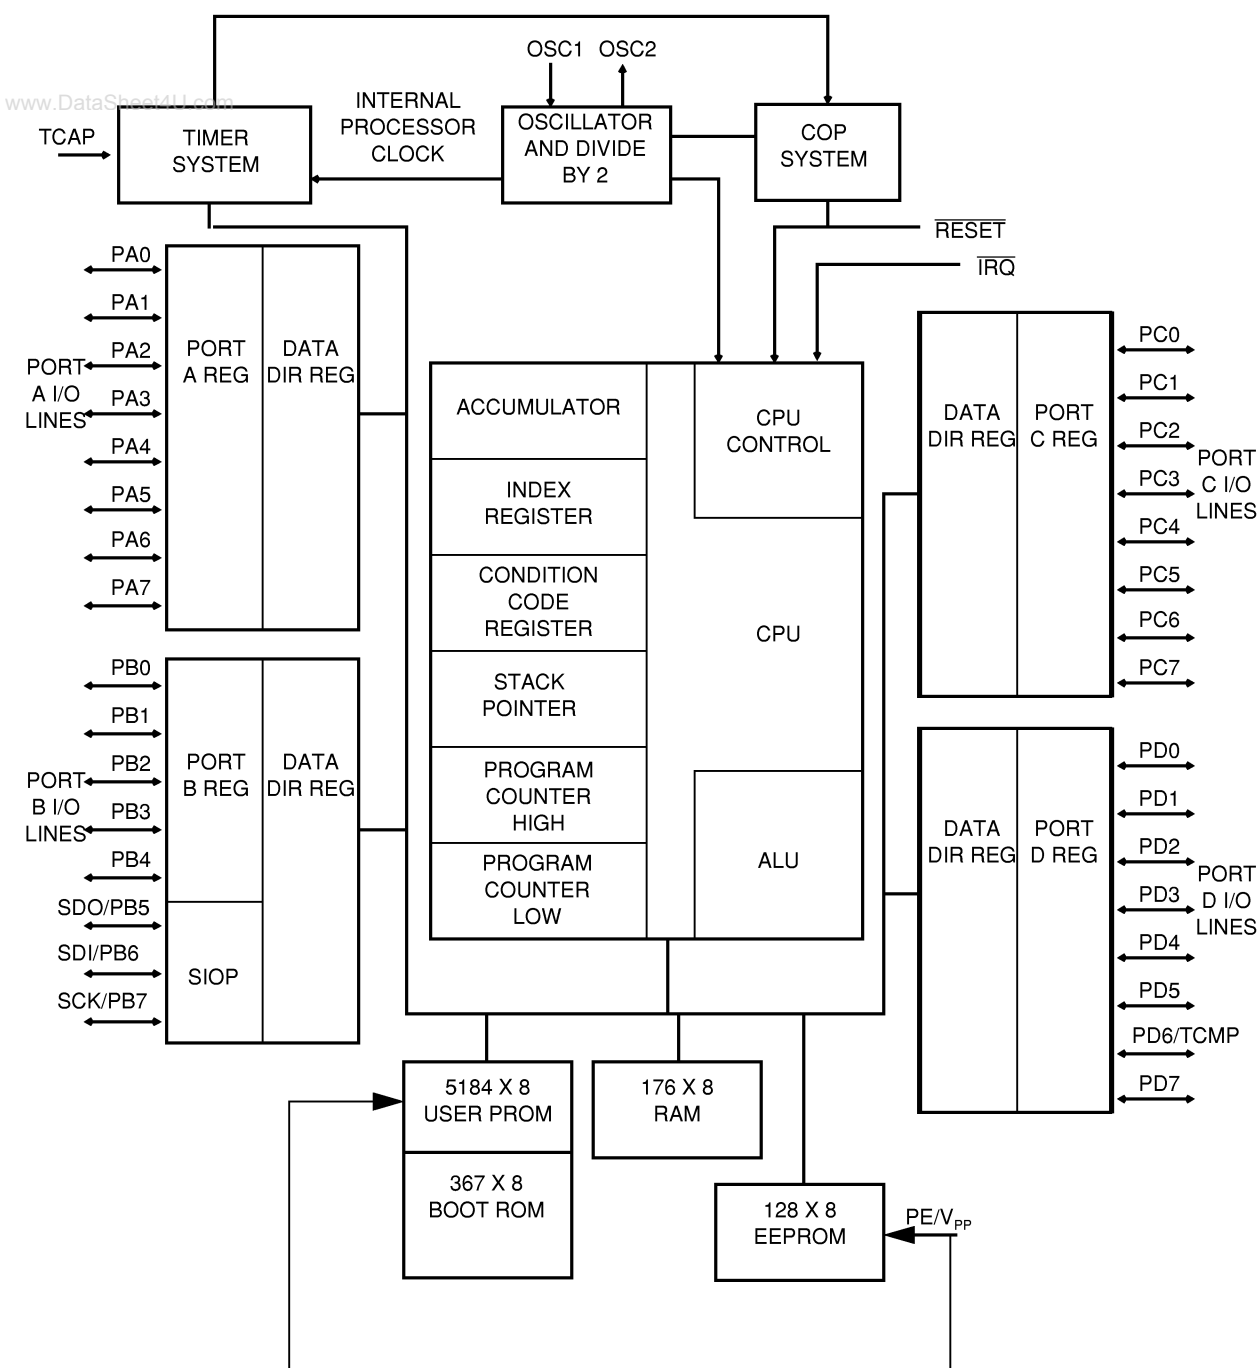 OSC1 OSC2
www.DataSheet4U.com
TCAP
TIMER
SYSTEM
INTERNAL
PROCESSOR
CLOCK
OSCILLATOR
AND DIVIDE
BY 2
COP
SYSTEM
RESET
IRQ
PORT
A I/O
LINES
PA0
PA1
PA2
PA3
PA4
PA5
PA6
PA7
PORT
A REG
DATA
DIR REG
PORT
B I/O
LINES
PB0
PB1
PB2
PB3
PB4
SDO/PB5
SDI/PB6
SCK/PB7
PORT
B REG
DATA
DIR REG
SIOP
ACCUMULATOR
INDEX
REGISTER
CONDITION
CODE
REGISTER
STACK
POINTER
PROGRAM
COUNTER
HIGH
PROGRAM
COUNTER
LOW
CPU
CONTROL
CPU
ALU
DATA
DIR REG
PORT
C REG
PC0
PC1
PC2
PC3
PC4
PC5
PC6
PC7
PORT
C I/O
LINES
DATA
DIR REG
PORT
D REG
PD0
PD1
PD2
PD3
PD4
PD5
PD6/TCMP
PD7
PORT
D I/O
LINES
5184 X 8
USER PROM
367 X 8
BOOT ROM
176 X 8
RAM
128 X 8
EEPROM
PE/VPP